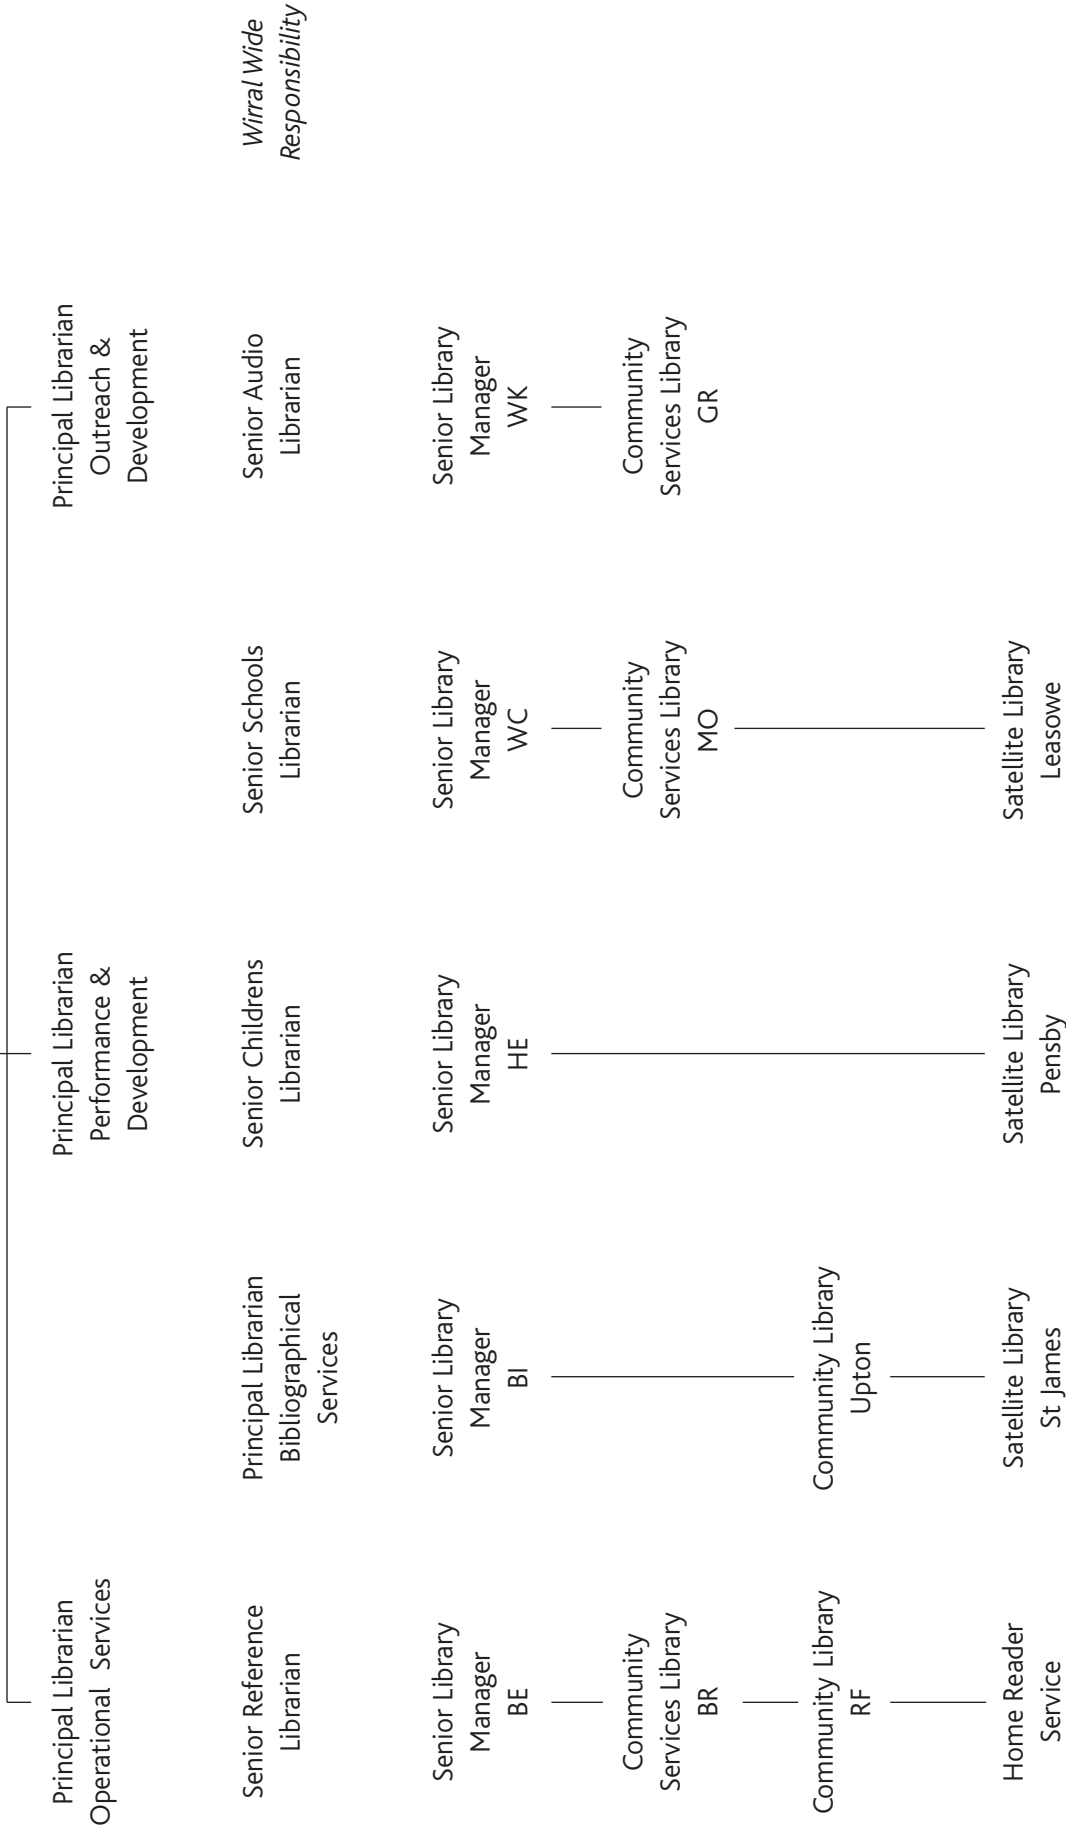 Principal Librarian
Operational Services
Principal Librarian
Performance &
Development
Principal Librarian
Outreach &
Development
Senior Reference
Librarian
Principal Librarian
Bibliographical
Services
Senior Childrens
Librarian
Senior Schools
Librarian
Senior Audio
Librarian
Wirral Wide
Responsibility
Senior Library
Manager
BE
Senior Library
Manager
BI
Senior Library
Manager
HE
Senior Library
Manager
WC
Senior Library
Manager
WK
Community
Services Library
BR
Community
Services Library
MO
Community
Services Library
GR
Community Library
RF
Community Library
Upton
Home Reader
Service
Satellite Library
St James
Satellite Library
Pensby
Satellite Library
Leasowe